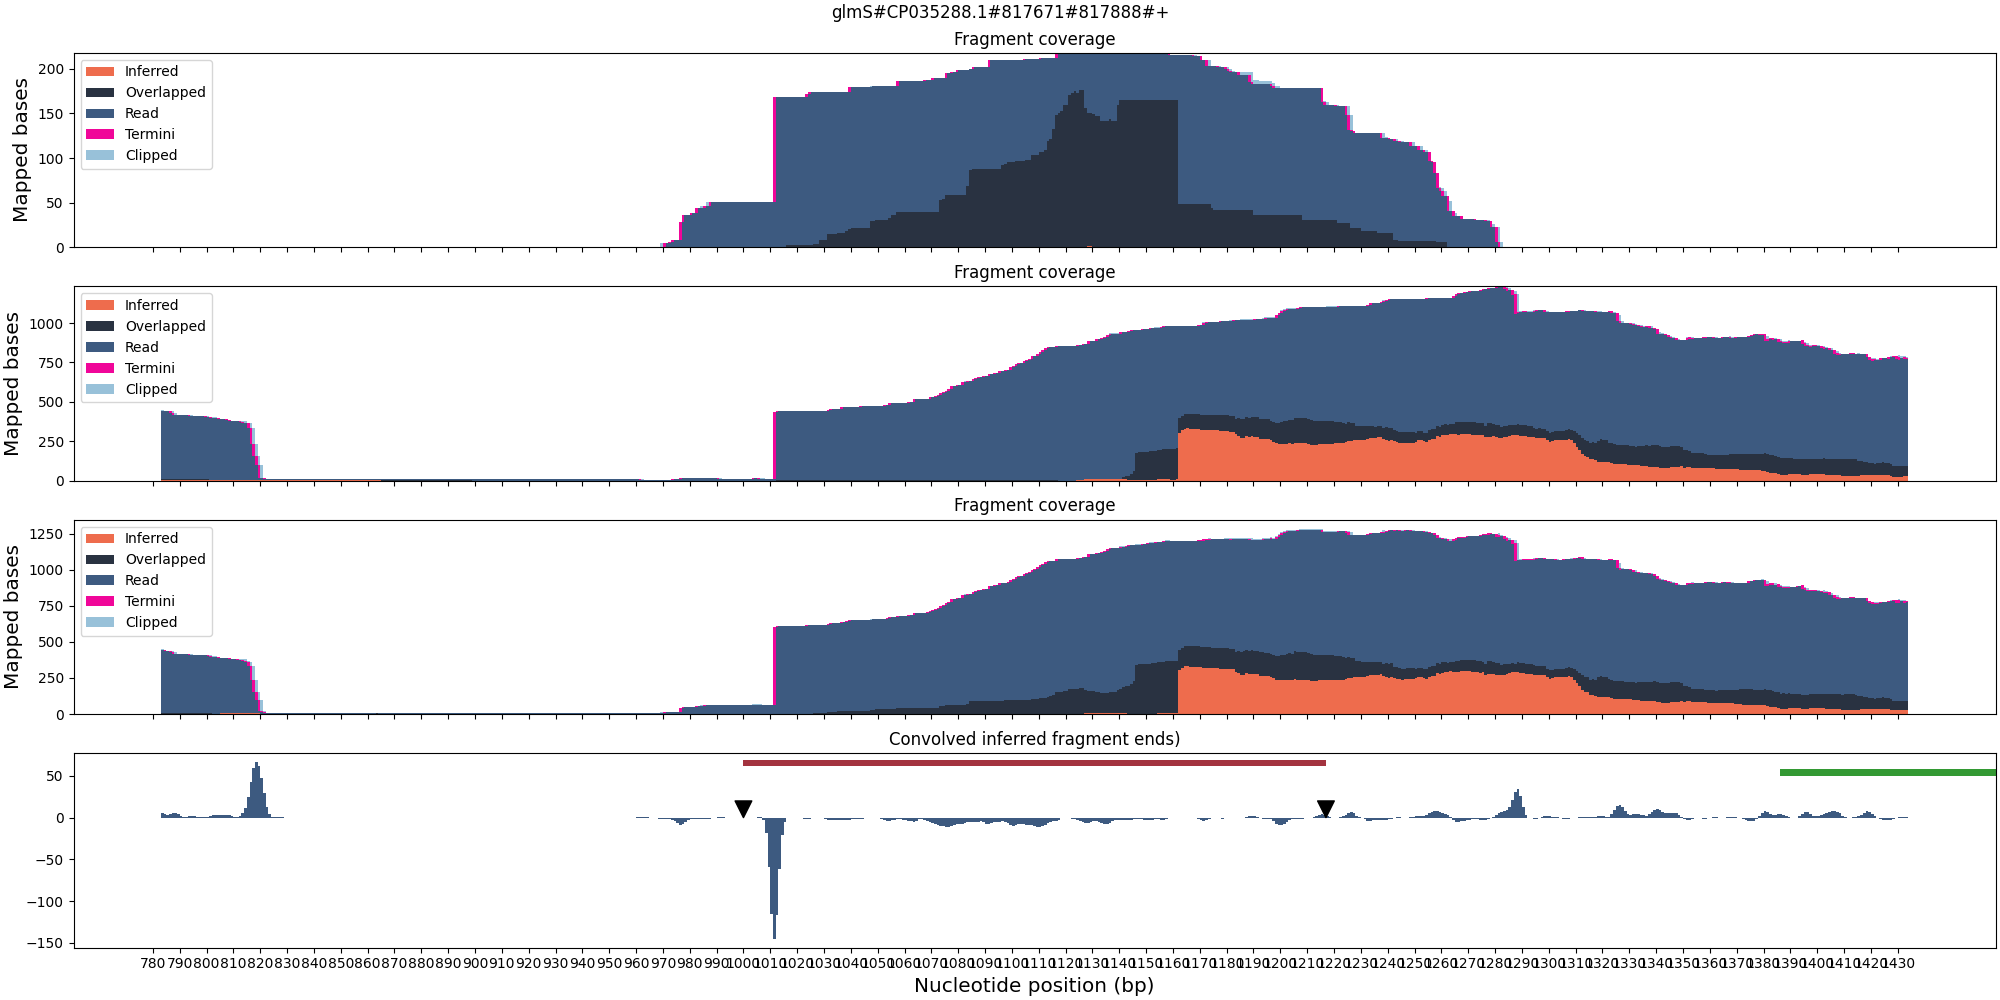 glmS#CP035288.1#817671#817888#+
Fragment coverage
Mapped bases
200
150
100
50
0
Inferred
Overlapped
Read
Termini
Clipped
Fragment coverage
Mapped bases
1000
750
500
250
0
Inferred
Overlapped
Read
Termini
Clipped
Fragment coverage
Mapped bases
1250
1000
750
500
250
0
Inferred
Overlapped
Read
Termini
Clipped
Convolved inferred fragment ends)
50
0
−50
−100
−150
780 790 800 810 820 830 840 850 860 870 880 890 900 910 920 930 940 950 960 970 980 990 1000 1010 1020 1030 1040 1050 1060 1070 1080 1090 1100 1110 1120 1130 1140 1150 1160 1170 1180 1190 1200 1210 1220 1230 1240 1250 1260 1270 1280 1290 1300 1310 1320 1330 1340 1350 1360 1370 1380 1390 1400 1410 1420 1430
Nucleotide position (bp)